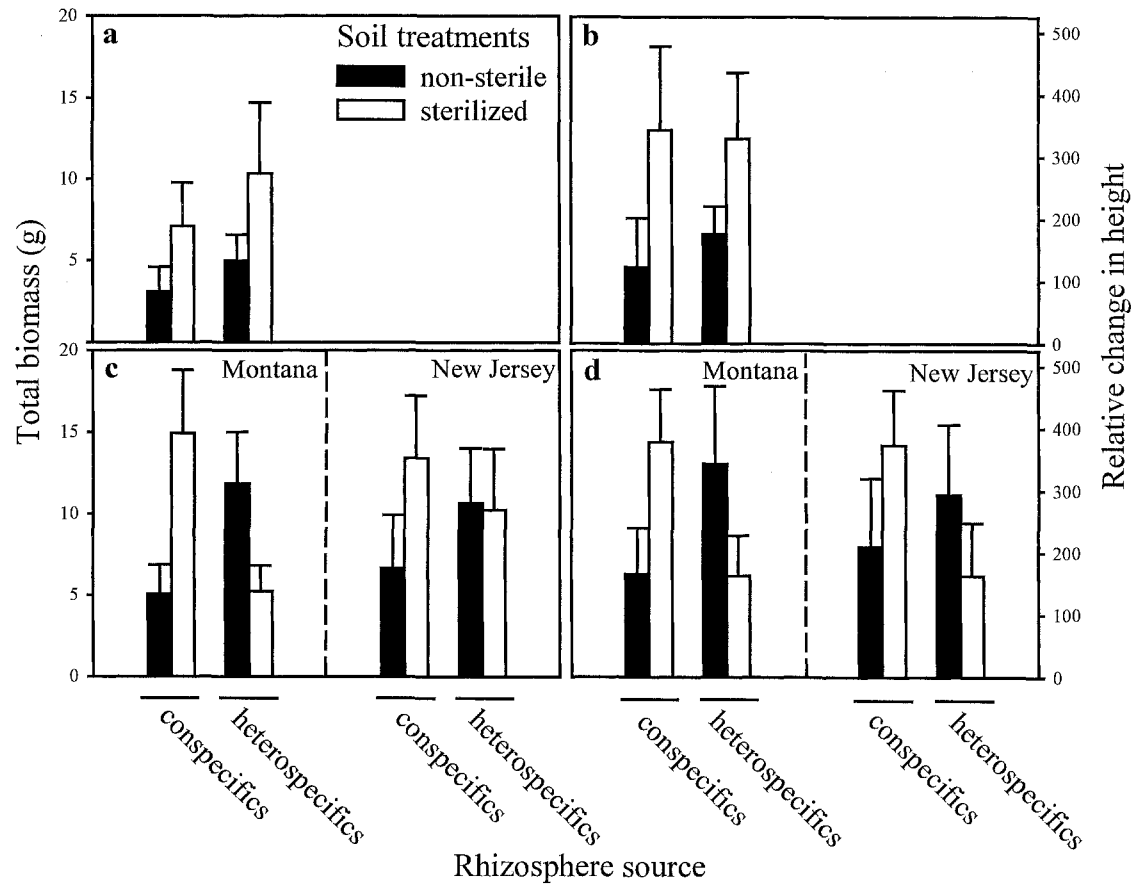 20
15
10
5
Total biomass (g)
a
Soil treatments
non-sterile
sterilized
b
500
400
300
200
100
0
Relative change in height
20
15
10
5
0
c
Montana
New Jersey
d
Montana
New Jersey
500
400
300
200
100
0
conspecifics
heterospecifics
conspecifics
heterospecifics
conspecifics
heterospecifics
conspecifics
heterospecifics
Rhizosphere source